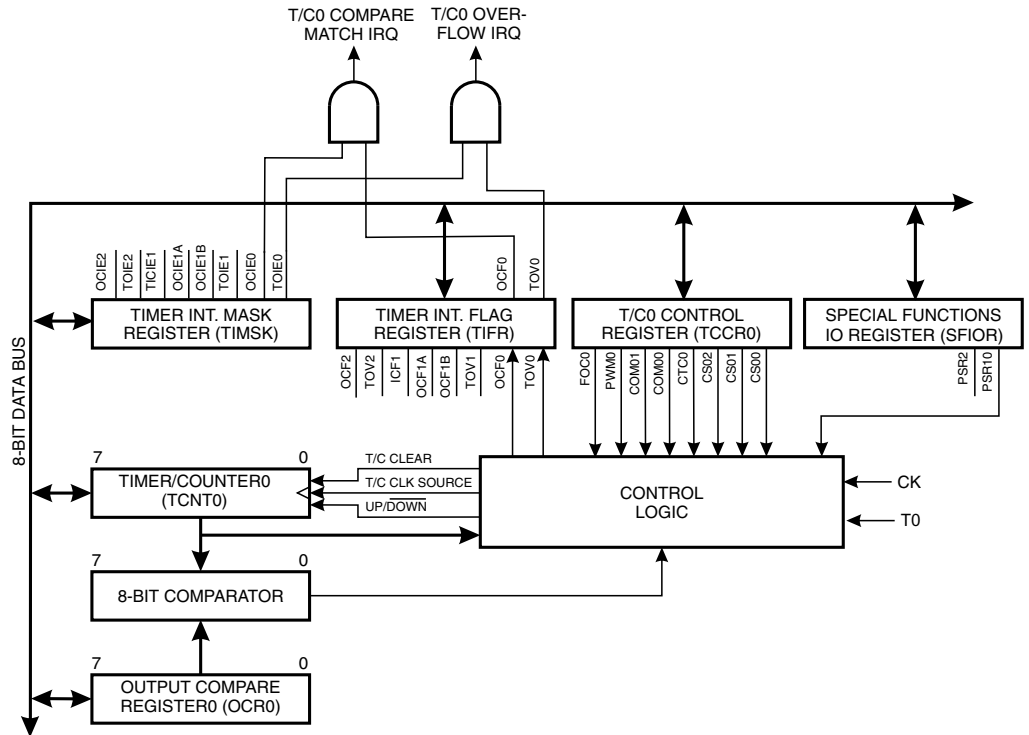 T/C0 COMPARE
MATCH IRQ
T/C0 OVER-
FLOW IRQ
8-BIT DATA BUS
OCIE2
TOIE2
TICIE1
OCIE1A
OCIE1B
TOIE1
OCIE0
TOIE0
OCF0
TOV0
TIMER INT. MASK
REGISTER (TIMSK)
TIMER INT. FLAG
REGISTER (TIFR)
T/C0 CONTROL
REGISTER (TCCR0)
SPECIAL FUNCTIONS
IO REGISTER (SFIOR)
OCF2
TOV2
ICF1
OCF1A
OCF1B
TOV1
OCF0
TOV0
FOC0
PWM0
COM01
COM00
CTC0
CS02
CS01
CS00
PSR2
PSR10
7
0
TIMER/COUNTER0
(TCNT0)
T/C CLEAR
T/C CLK SOURCE
UP/DOWN
CONTROL
LOGIC
CK
T0
7
0
8-BIT COMPARATOR
7
0
OUTPUT COMPARE
REGISTER0 (OCR0)